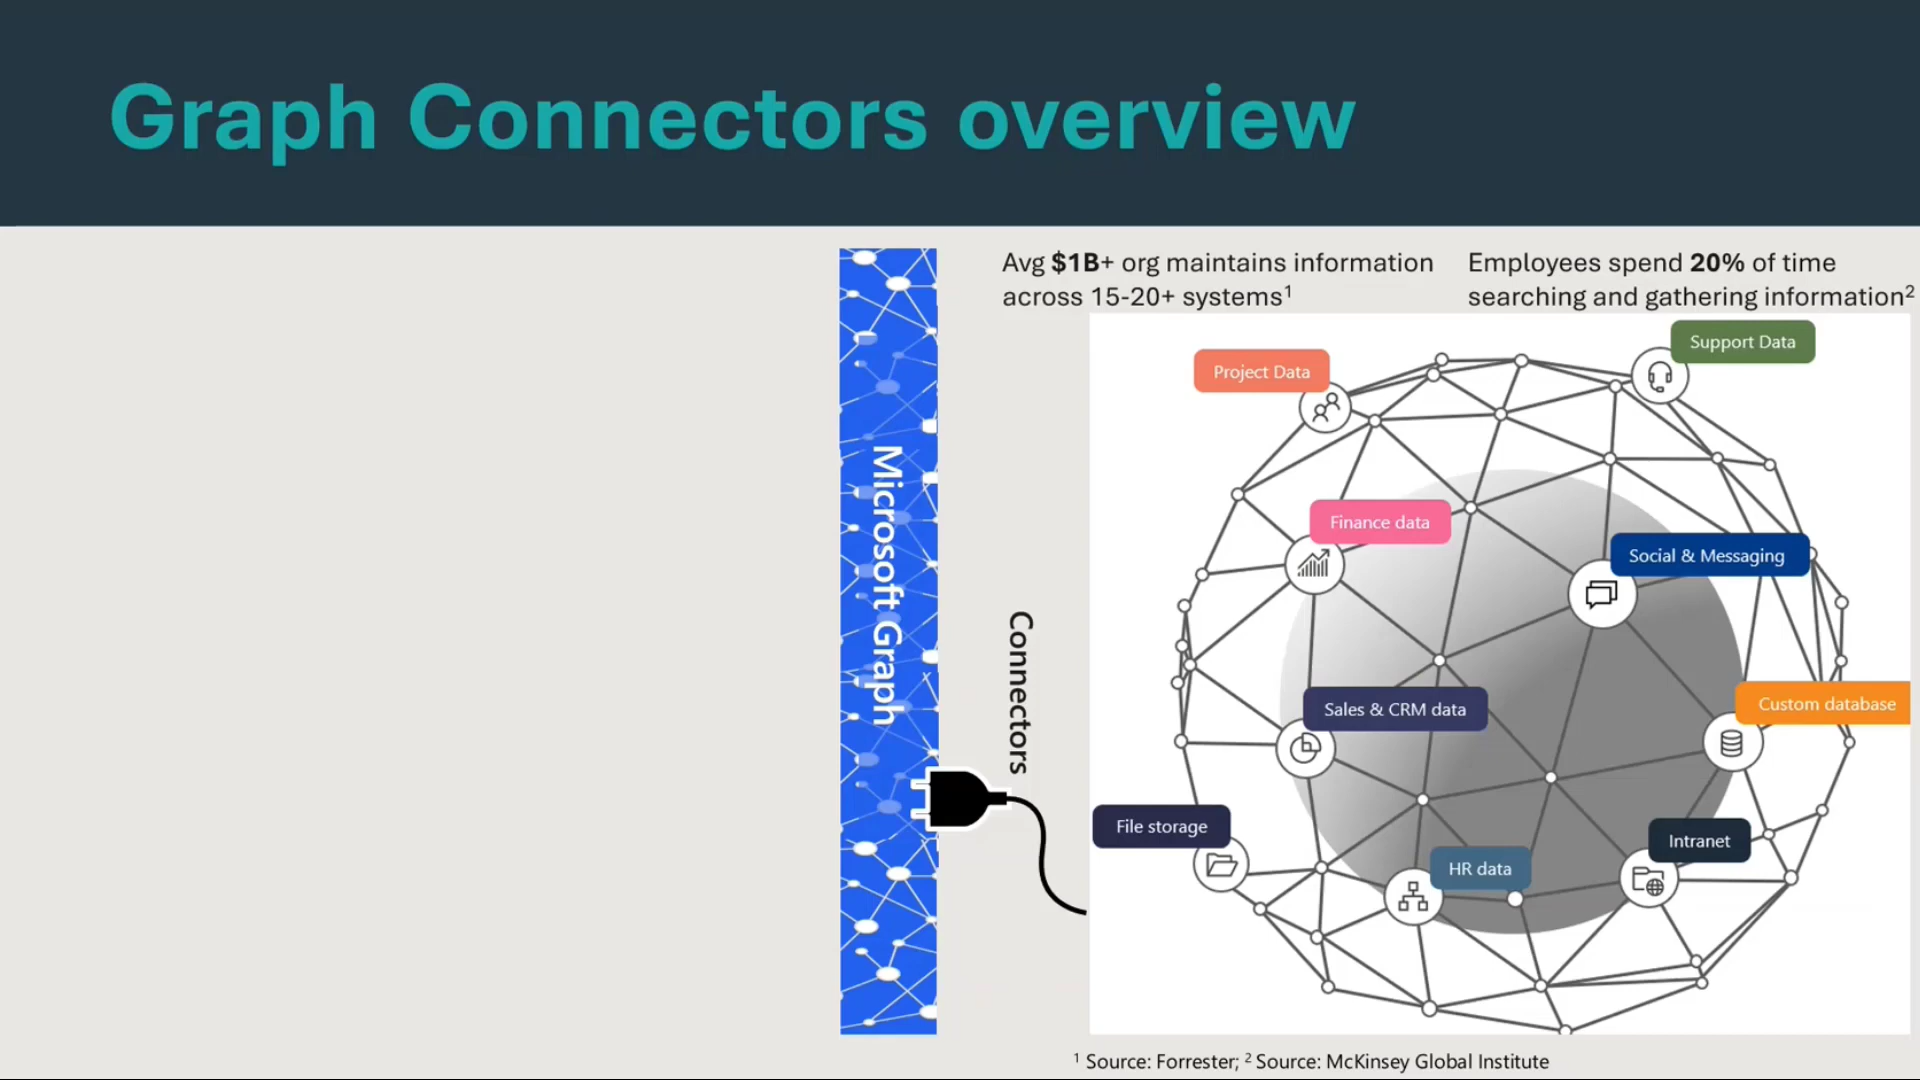 Graph Connectors overview
Avg $1B+ org maintains information
across 15-20+ systems¹
Employees spend 20% of time
searching and gathering information²
Microsoft Graph
Connectors
Project Data
Support Data
Finance data
Social & Messaging
Sales & CRM data
Custom database
File storage
Intranet
HR data
¹ Source: Forrester; ² Source: McKinsey Global Institute